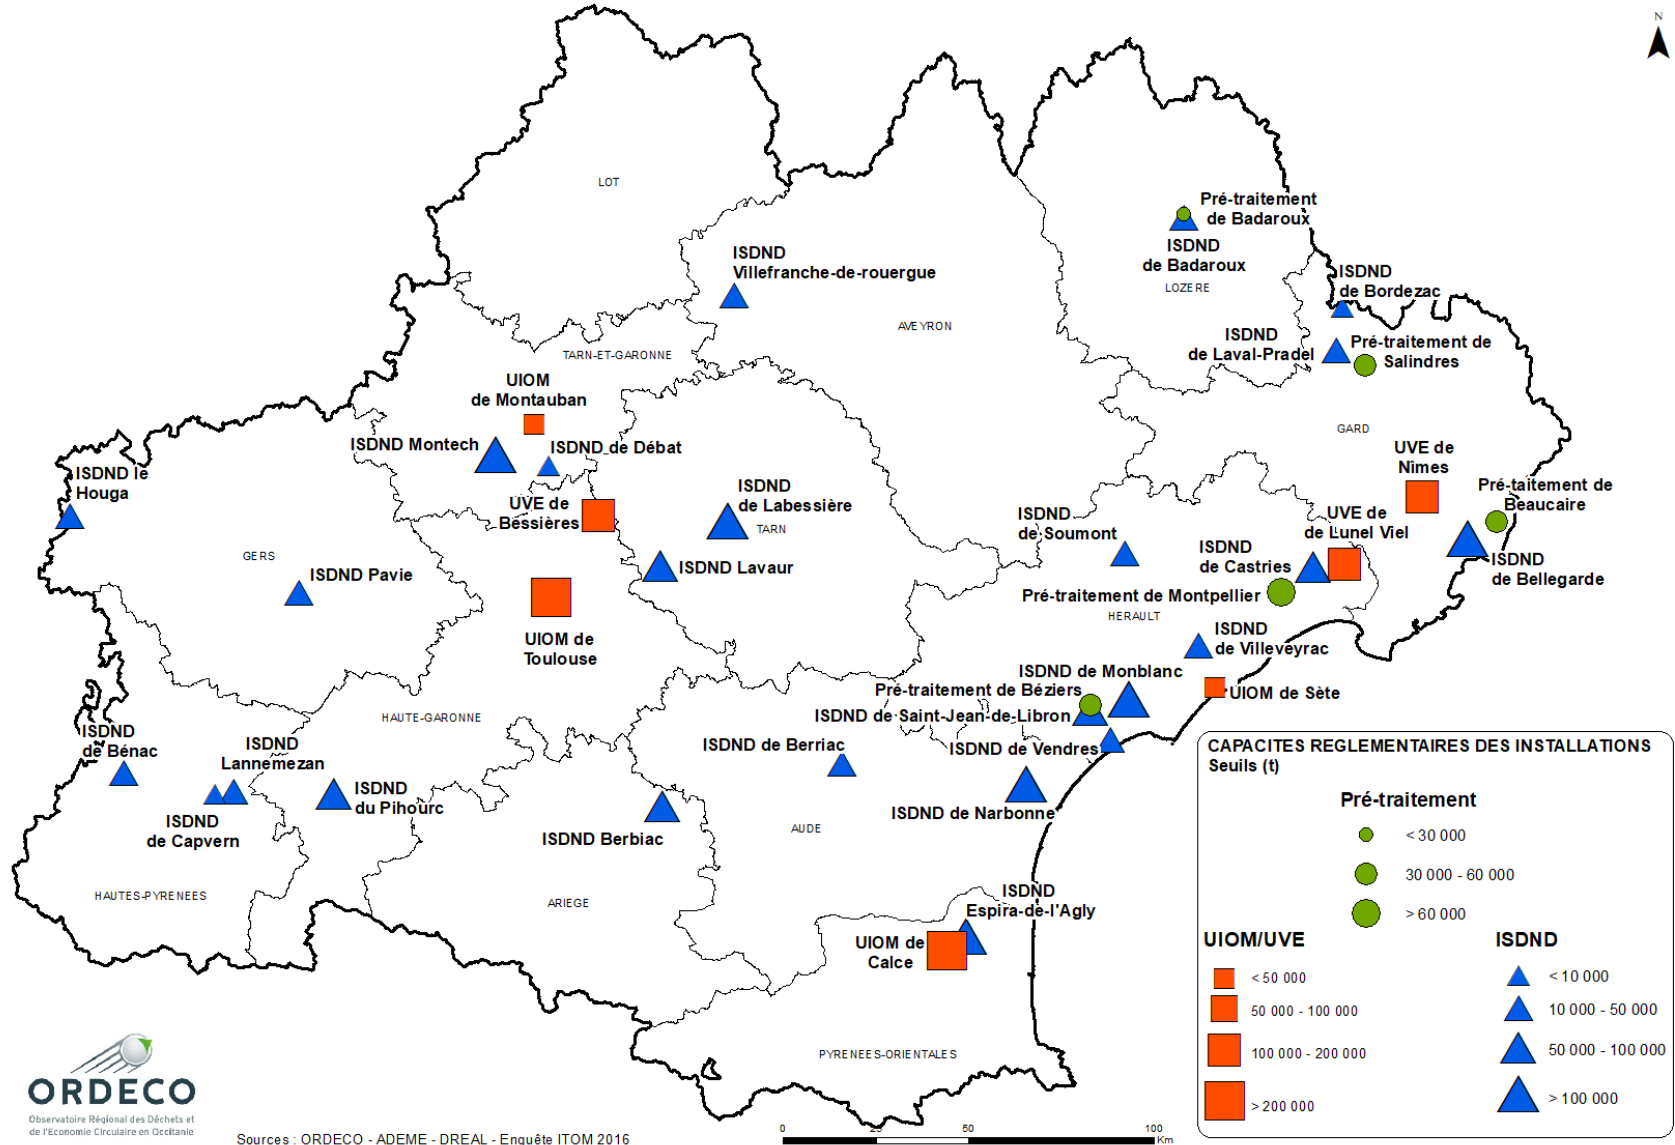 N
LOT
Pré-traitement
de Badaroux
ISDND
de Badaroux
LOZERE
ISDND
Villefranche-de-rouergue
ISDND
de Bordezac
AVEYRON
ISDND
de Laval-Pradel
Pré-traitement de
Salindres
TARN-ET-GARONNE
UIOM
de Montauban
ISDND Montech
ISDND de Débat
GARD
UVE de
Nîmes
ISDND le
Houga
UVE de
Bessières
ISDND
de Labessière
TARN
ISDND
de Soumont
UVE de
Lunel Viel
Pré-taitement de
Beaucaire
GERS
ISDND Pavie
ISDND Lavaur
ISDND
de Castries
ISDND
de Bellegarde
Pré-traitement de Montpellier
HERAULT
UIOM de
Toulouse
ISDND
de Villeveyrac
ISDND de Monblanc
Pré-traitement de Béziers
UIOM de Sète
HAUTE-GARONNE
ISDND de Saint-Jean-de-Libron
ISDND
de Bénac
ISDND
Lannemezan
ISDND de Berriac
ISDND de Vendres
ISDND
du Pihourc
ISDND de Narbonne
ISDND
de Capvern
ISDND Berbiac
AUDE
HAUTES-PYRENEES
ARIEGE
ISDND
Espira-de-l'Agly
UIOM de
Calce
PYRENEES-ORIENTALES
CAPACITES REGLEMENTAIRES DES INSTALLATIONS
Seuils (t)
Pré-traitement
< 30 000
30 000 - 60 000
> 60 000
UIOM/UVE
< 50 000
50 000 - 100 000
100 000 - 200 000
> 200 000
ISDND
< 10 000
10 000 - 50 000
50 000 - 100 000
> 100 000
ORDECO
Observatoire Régional des Déchets et
de l'Economie Circulaire en Occitanie
Sources : ORDECO - ADEME - DREAL - Enquête ITOM 2016
0 25 50 100
Km